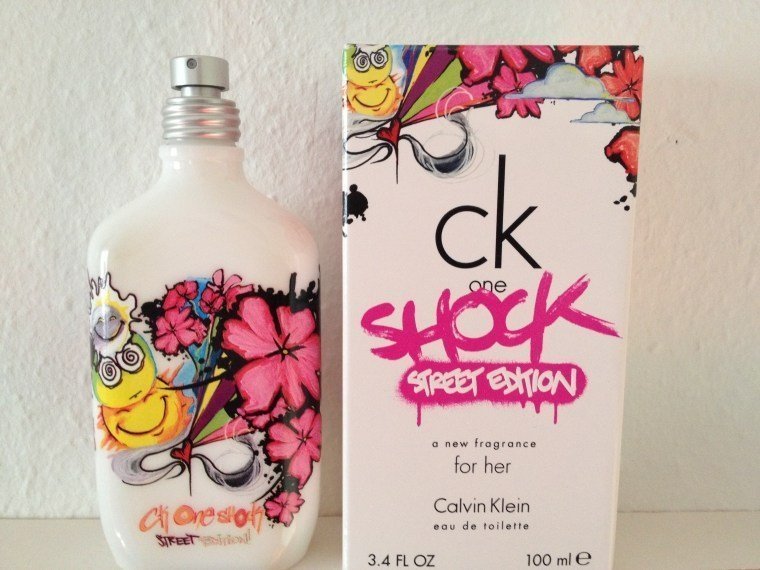 CK One shock
STREET EDITION!
ck
one
SHOCK
STREET EDITION
a new fragrance
for her
Calvin Klein
eau de toilette
3.4 FL OZ 100 ml e